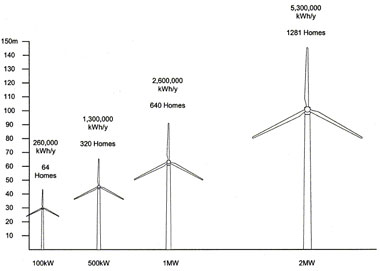 5,300,000
kWh/y
1281 Homes
2,600,000
kWh/y
640 Homes
1,300,000
kWh/y
320 Homes
260,000
kWh/y
64
Homes
150m
140
130
120
110
100
90
80
70
60
50
40
30
20
10
100kW
500kW
1MW
2MW